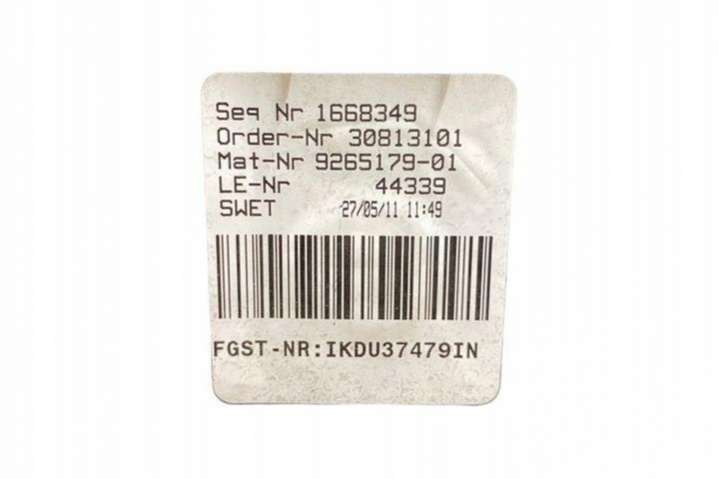 Seq Nr 1668349
Order-Nr 30813101
Mat-Nr 9265179-01
LE-Nr 44339
SWET 27/05/11 11:49
FGST-NR:IKDU37479IN